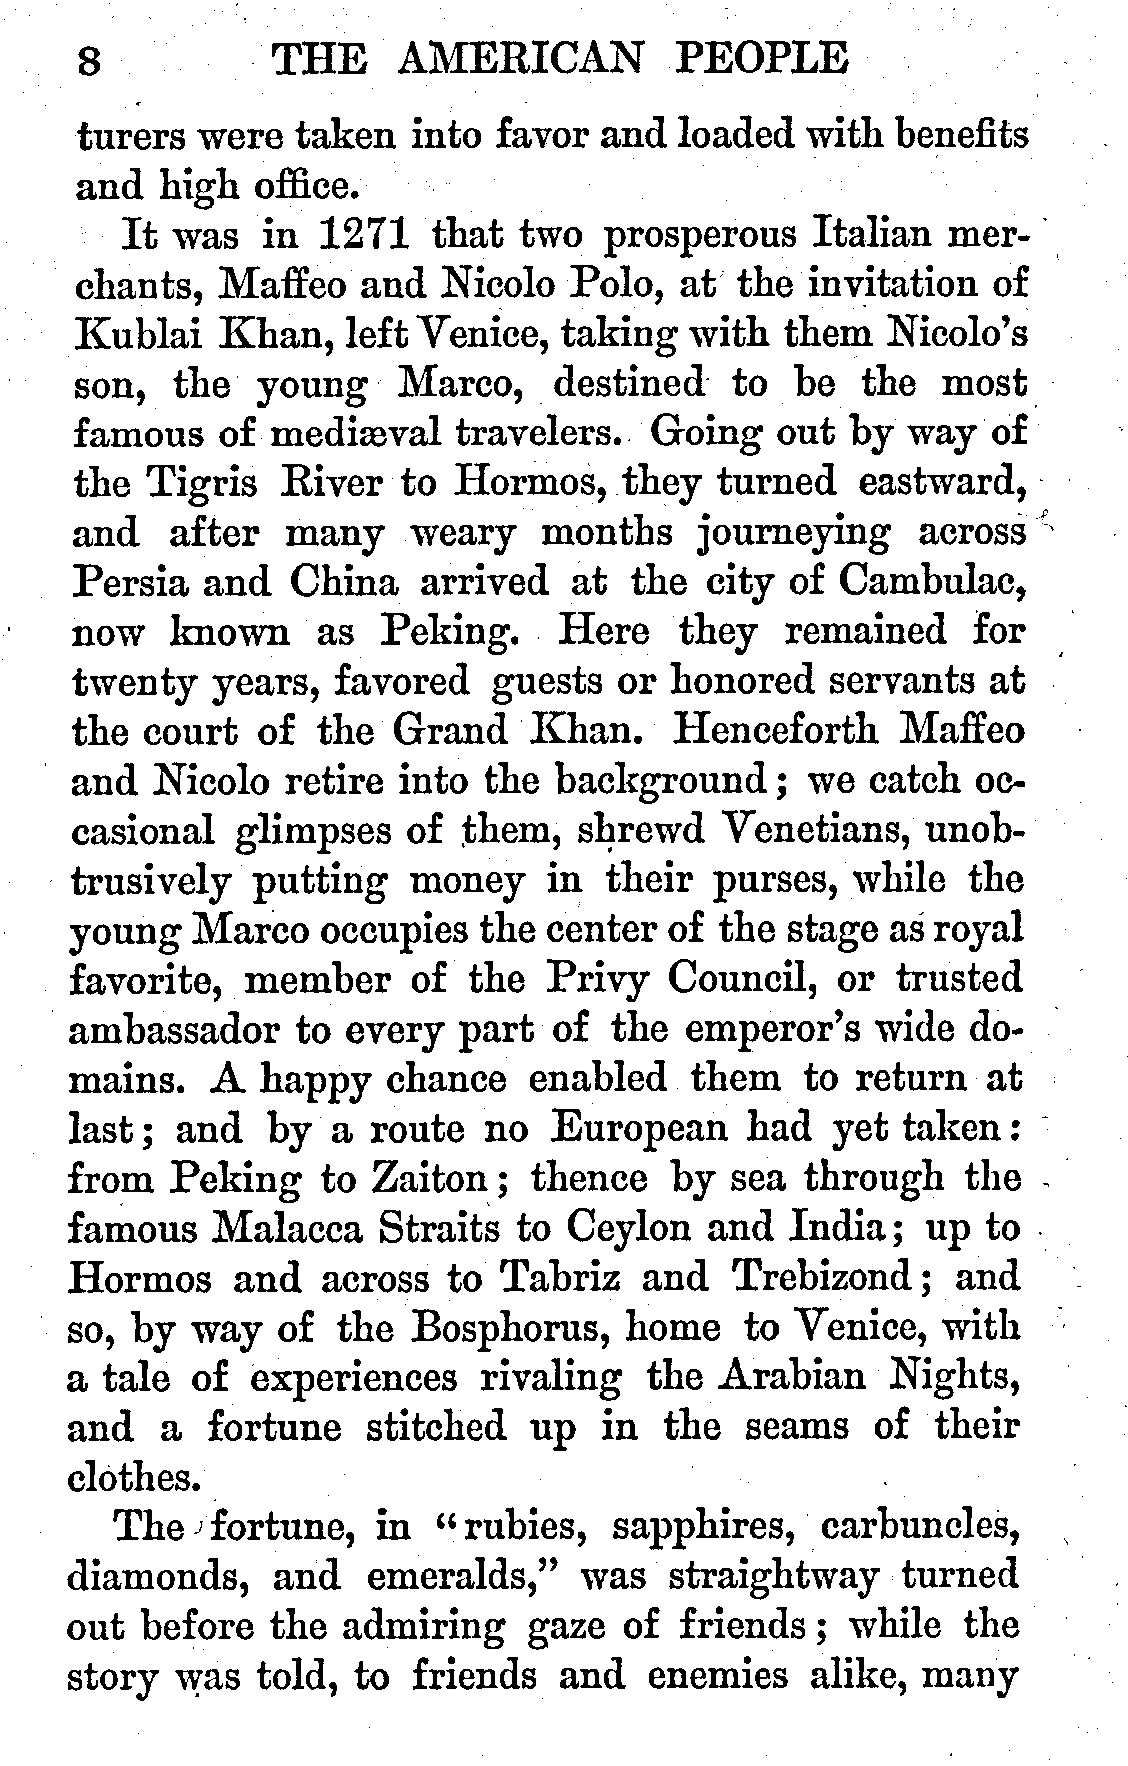 8 THE AMERICAN PEOPLE
turers were taken into favor and loaded with benefits
and high office.
It was in 1271 that two prosperous Italian mer-
chants, Maffeo and Nicolo Polo, at the invitation of
Kublai Khan, left Venice, taking with them Nicolo's
son, the young Marco, destined to be the most
famous of mediæval travelers. Going out by way of
the Tigris River to Hormos, they turned eastward,
and after many weary months journeying across
Persia and China arrived at the city of Cambulac,
now known as Peking. Here they remained for
twenty years, favored guests or honored servants at
the court of the Grand Khan. Henceforth Maffeo
and Nicolo retire into the background; we catch oc-
casional glimpses of them, shrewd Venetians, unob-
trusively putting money in their purses, while the
young Marco occupies the center of the stage as royal
favorite, member of the Privy Council, or trusted
ambassador to every part of the emperor's wide do-
mains. A happy chance enabled them to return at
last; and by a route no European had yet taken:
from Peking to Zaiton; thence by sea through the
famous Malacca Straits to Ceylon and India; up to
Hormos and across to Tabriz and Trebizond; and
so, by way of the Bosphorus, home to Venice, with
a tale of experiences rivaling the Arabian Nights,
and a fortune stitched up in the seams of their
clothes.
The fortune, in "rubies, sapphires, carbuncles,
diamonds, and emeralds," was straightway turned
out before the admiring gaze of friends; while the
story was told, to friends and enemies alike, many